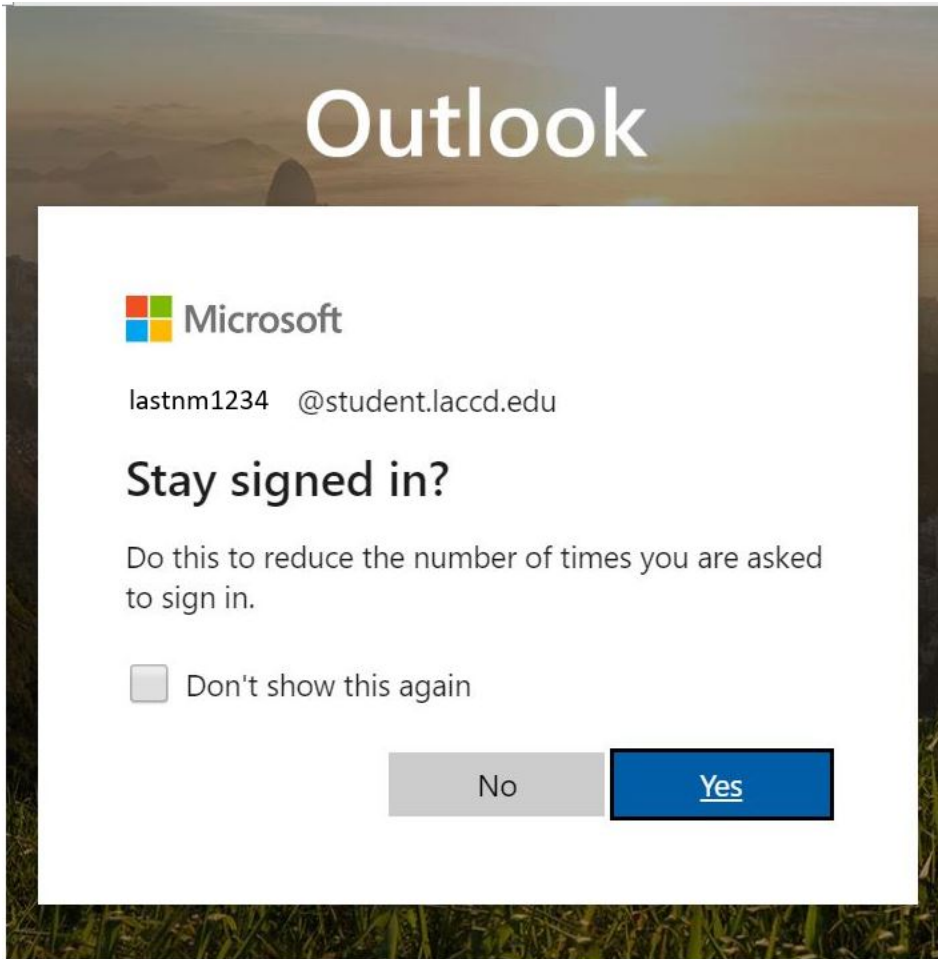 Outlook
Microsoft
lastnm1234 @student.laccd.edu
Stay signed in?
Do this to reduce the number of times you are asked
to sign in.
Don't show this again
No Yes